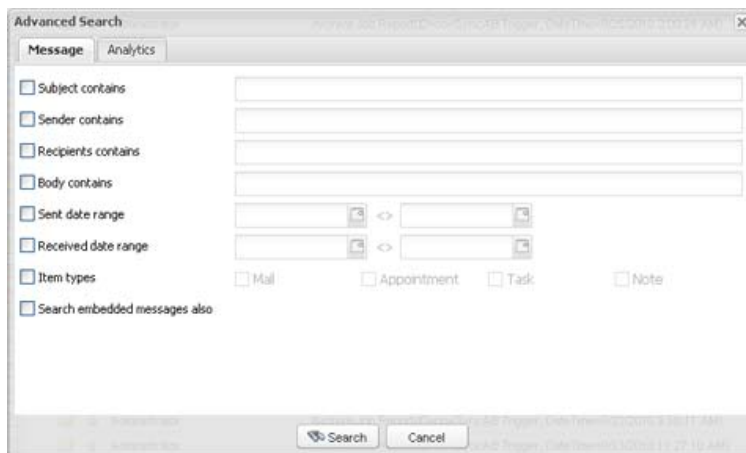 Advanced Search
Message Analytics
Subject contains
Sender contains
Recipients contains
Body contains
Sent date range <>
Received date range <>
Item types Mail Appointment Task Note
Search embedded messages also
Search Cancel